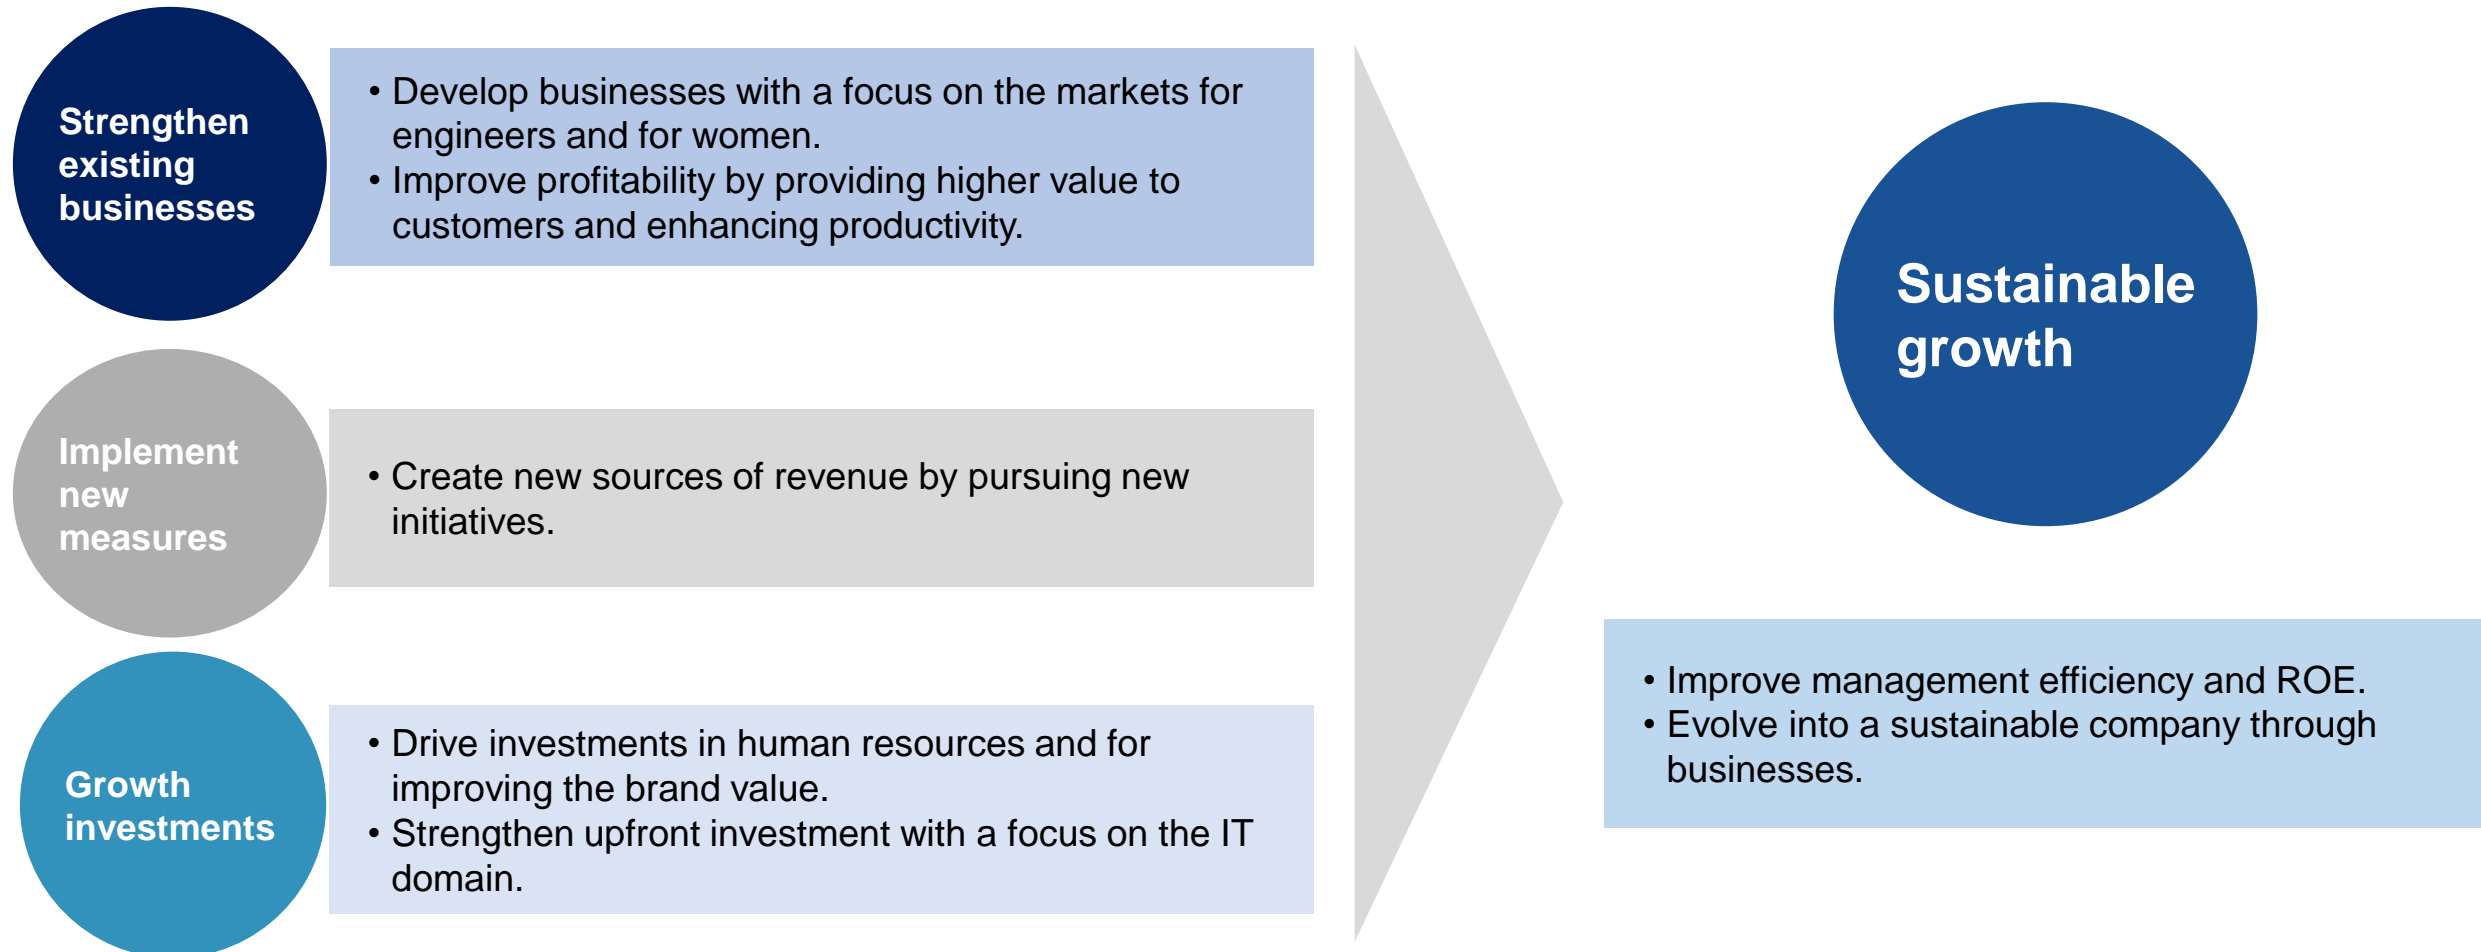 Strengthen
existing
businesses
• Develop businesses with a focus on the markets for
engineers and for women.
• Improve profitability by providing higher value to
customers and enhancing productivity.
Implement
new
measures
• Create new sources of revenue by pursuing new
initiatives.
Growth
investments
• Drive investments in human resources and for
improving the brand value.
• Strengthen upfront investment with a focus on the IT
domain.
Sustainable
growth
• Improve management efficiency and ROE.
• Evolve into a sustainable company through
businesses.